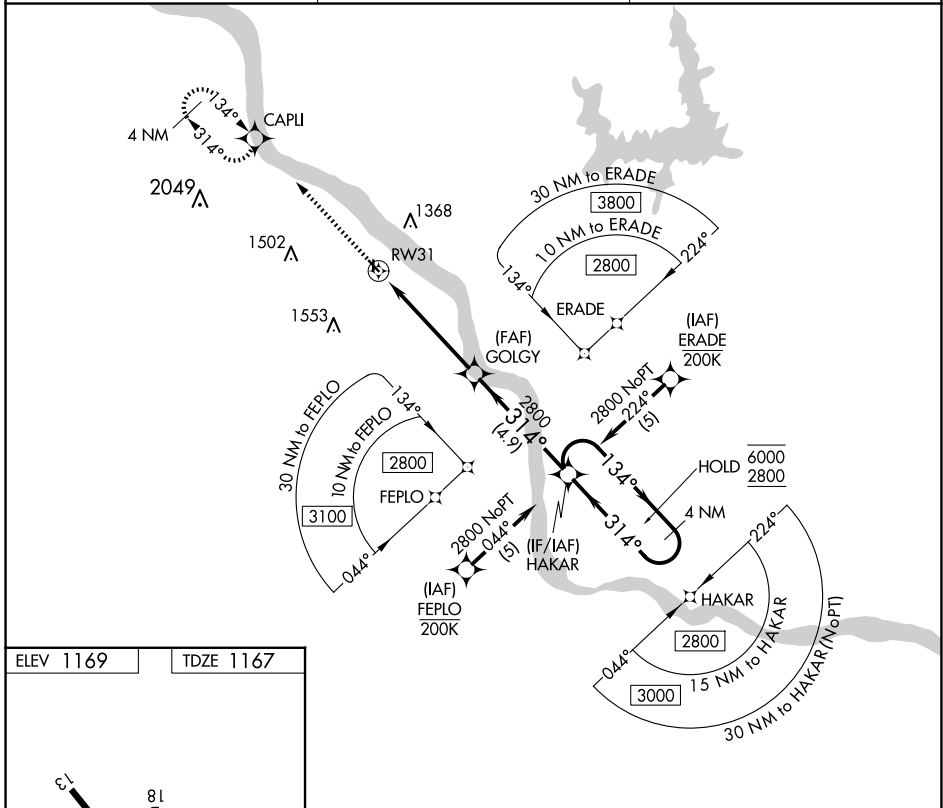 134°
314°
4 NM
CAPLI
2049
1368
1502
RW31
1553
30 NM to ERADE
3800
10 NM to ERADE
2800
134°
224°
ERADE
(IAF)
ERADE
200K
2800 NoPT
224°
(5)
(FAF)
GOLGY
2800
314°
(4.9)
30 NM to FEPLO
10 NM to FEPLO
134°
2800
FEPLO
3100
044°
2800 NoPT
044°
(5)
(IAF)
FEPLO
200K
(IF/IAF)
HAKAR
134°
314°
HOLD
6000
2800
4 NM
224°
HAKAR
2800
044°
15 NM to HAKAR
3000
30 NM to HAKAR (NoPT)
ELEV 1169
TDZE 1167
13
18